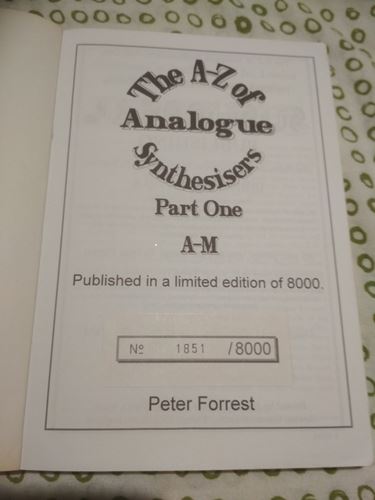 The A-Z of
Analogue
Synthesisers
Part One
A-M
Published in a limited edition of 8000.
Nº 1851 /8000
Peter Forrest